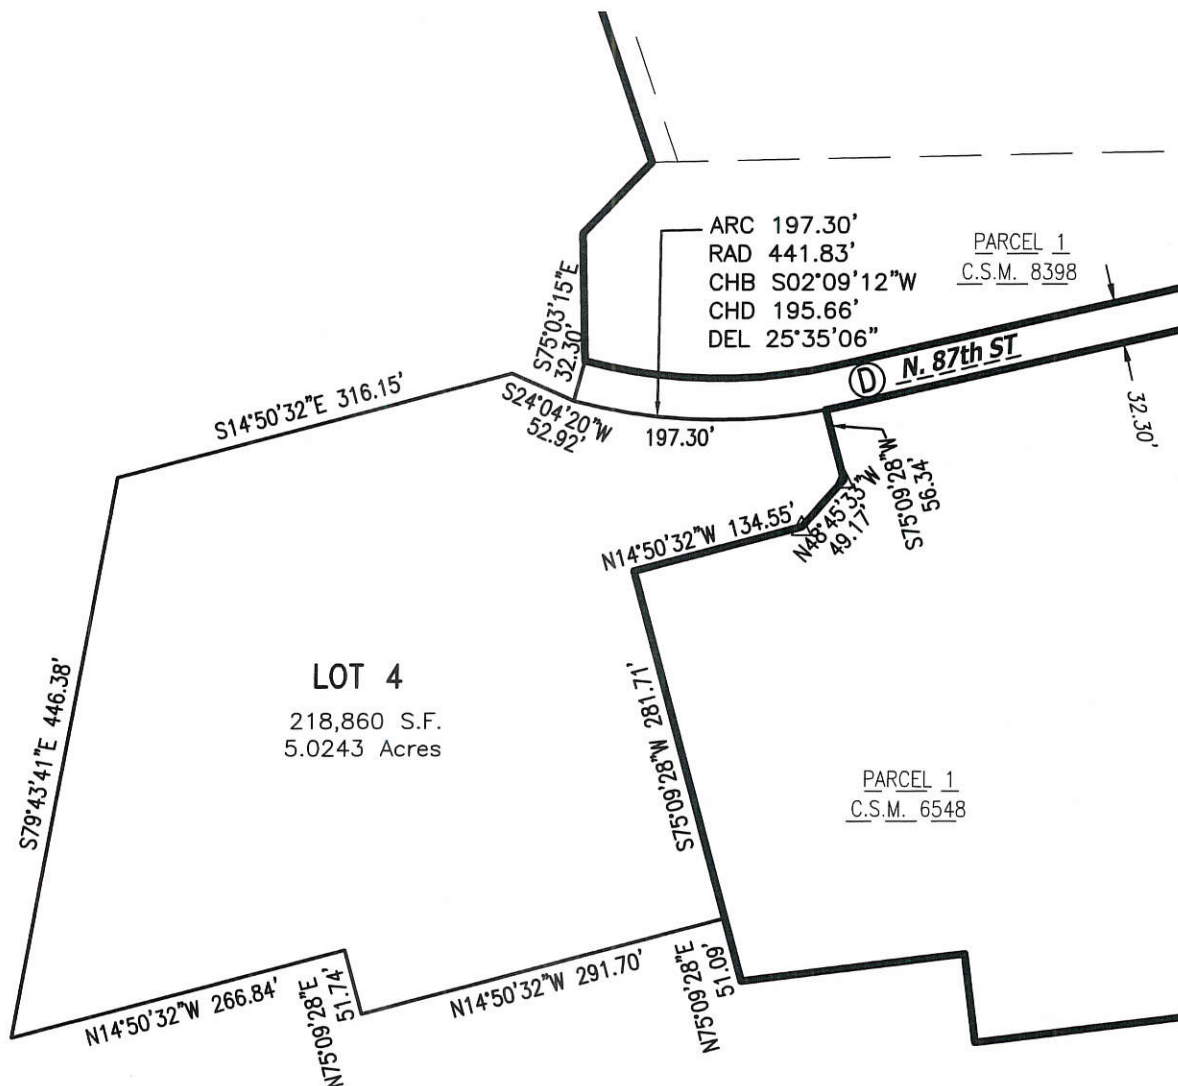 ARC 197.30'
RAD 441.83'
CHB S02°09'12"W
CHD 195.66'
DEL 25°35'06"
PARCEL 1
C.S.M. 8398
S75°03'15"E
32.30'
D N. 87th ST
32.30'
S14°50'32"E 316.15'
S24°04'20"W
52.92'
197.30'
S75°09'28"W
56.34'
N48°45'33"W
49.17'
N14°50'32"W 134.55'
LOT 4
218,860 S.F.
5.0243 Acres
S79°43'41"E 446.38'
S75°09'28"W 281.71'
PARCEL 1
C.S.M. 6548
N14°50'32"W 266.84'
N75°09'28"E
51.74'
N14°50'32"W 291.70'
N75°09'28"E
51.09'